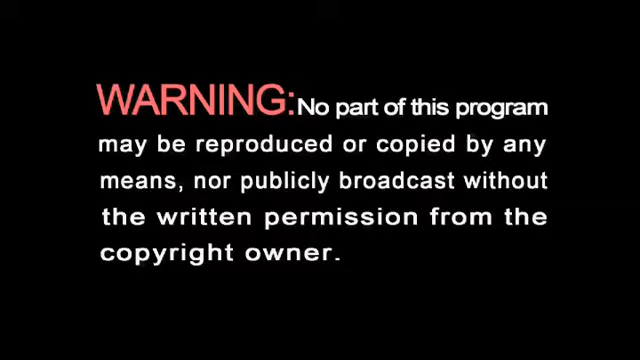 WARNING: No part of this program
may be reproduced or copied by any
means, nor publicly broadcast without
the written permission from the
copyright owner.